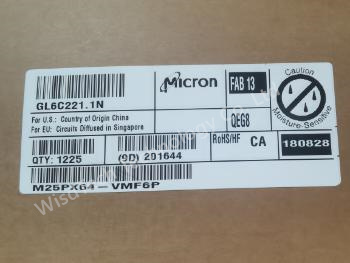 Micron
FAB 13
Caution
GL6C221.1N
QEG8
Moisture-Sensitive
For U.S.: Country of Origin China
For EU: Circuits Diffused in Singapore
QTY: 1225
(9D) 201644
RoHS/HF
CA
180828
M25PX64-VMF6P